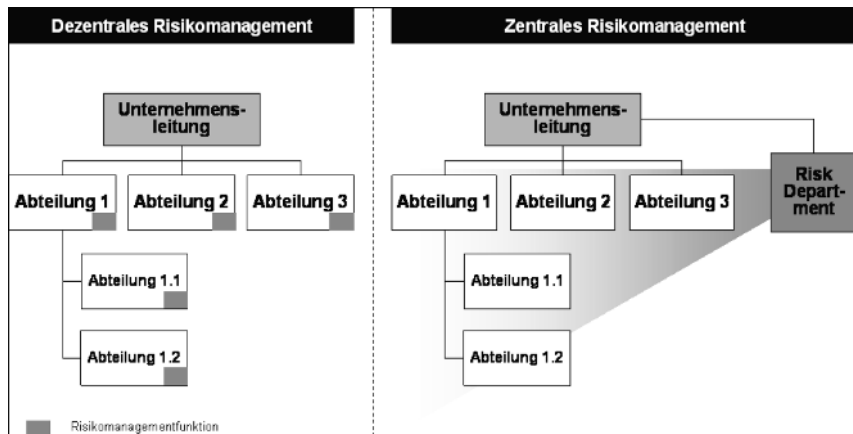 Dezentrales Risikomanagement
Unternehmens-
leitung
Abteilung 1
Abteilung 2
Abteilung 3
Abteilung 1.1
Abteilung 1.2
Risikomanagementfunktion
Zentrales Risikomanagement
Unternehmens-
leitung
Abteilung 1
Abteilung 2
Abteilung 3
Risk
Depart-
ment
Abteilung 1.1
Abteilung 1.2